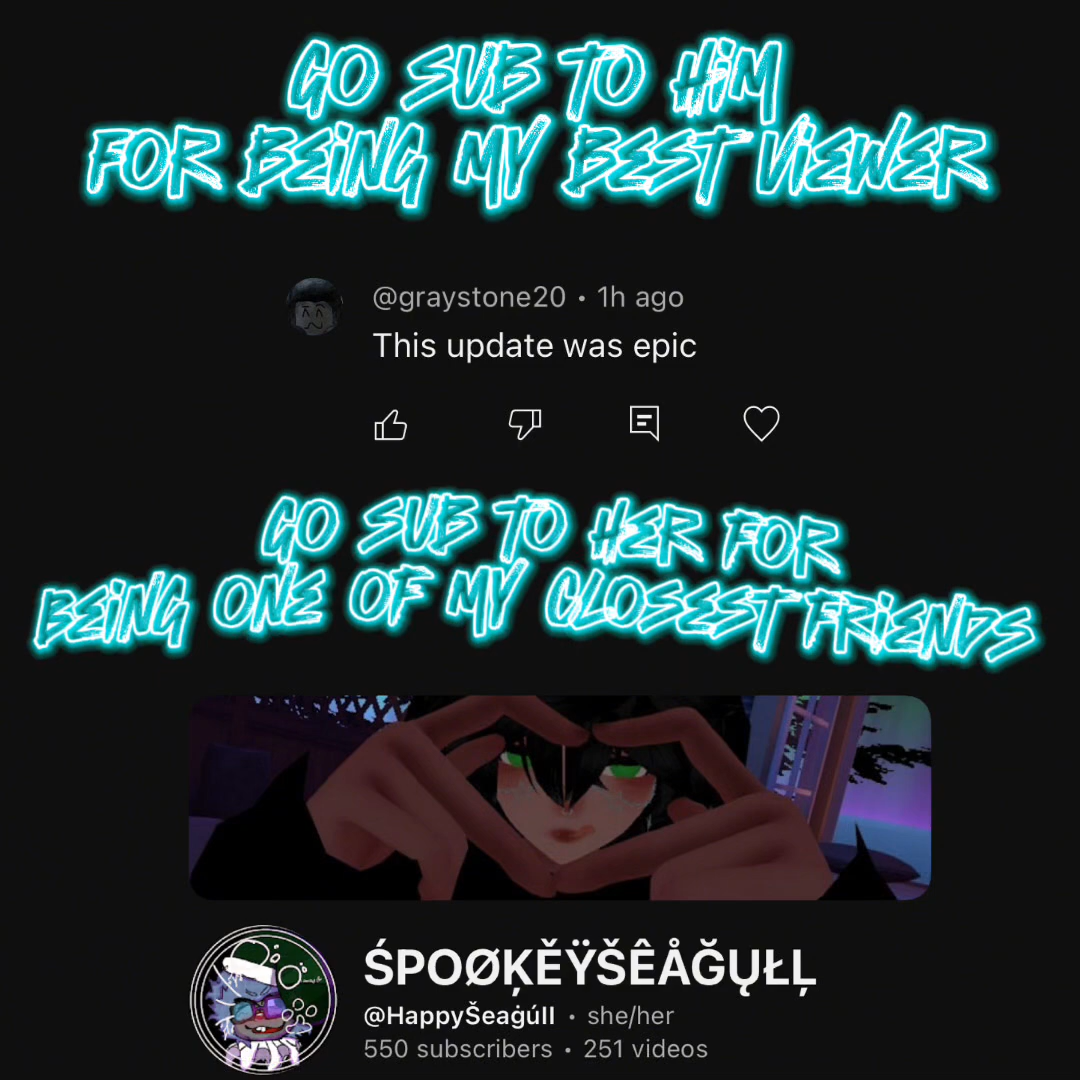 GO SUB TO HiM
FOR BEiNG MY BEST ViEWER
@graystone20 • 1h ago
This update was epic
GO SUB TO HER FOR
BEiNG ONE OF MY CLOSEST FRiENDS
ŚPOØĶĚŸŠÊÅĞŲŁĻ
@HappyŠeaġúll • she/her
550 subscribers • 251 videos